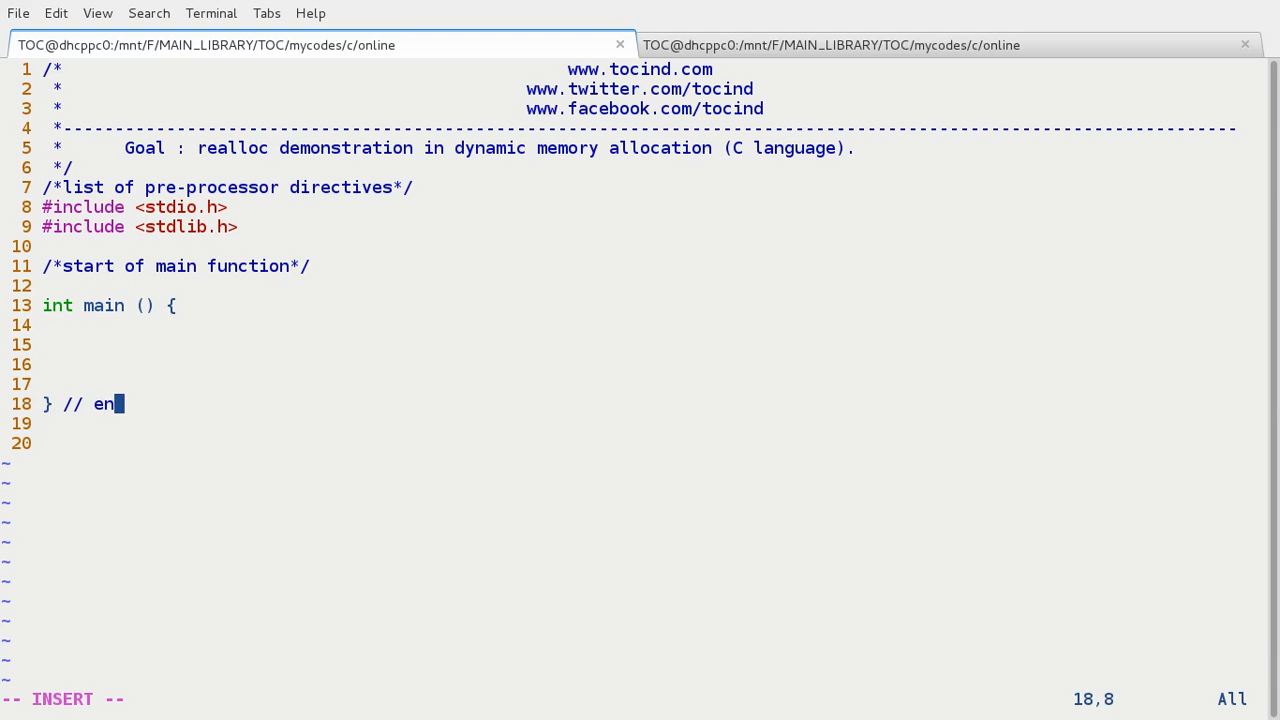 File Edit View Search Terminal Tabs Help
TOC@dhcppc0:/mnt/F/MAIN_LIBRARY/TOC/mycodes/c/online × TOC@dhcppc0:/mnt/F/MAIN_LIBRARY/TOC/mycodes/c/online ×
1 /* www.tocind.com
2 * www.twitter.com/tocind
3 * www.facebook.com/tocind
4 *------------------------------------------------------------------------------------------------------------------
5 * Goal : realloc demonstration in dynamic memory allocation (C language).
6 */
7 /*list of pre-processor directives*/
8 #include <stdio.h>
9 #include <stdlib.h>
10
11 /*start of main function*/
12
13 int main () {
14
15
16
17
18 } // en
19
20
~
~
~
~
~
~
~
~
~
~
~
~
-- INSERT -- 18,8 All